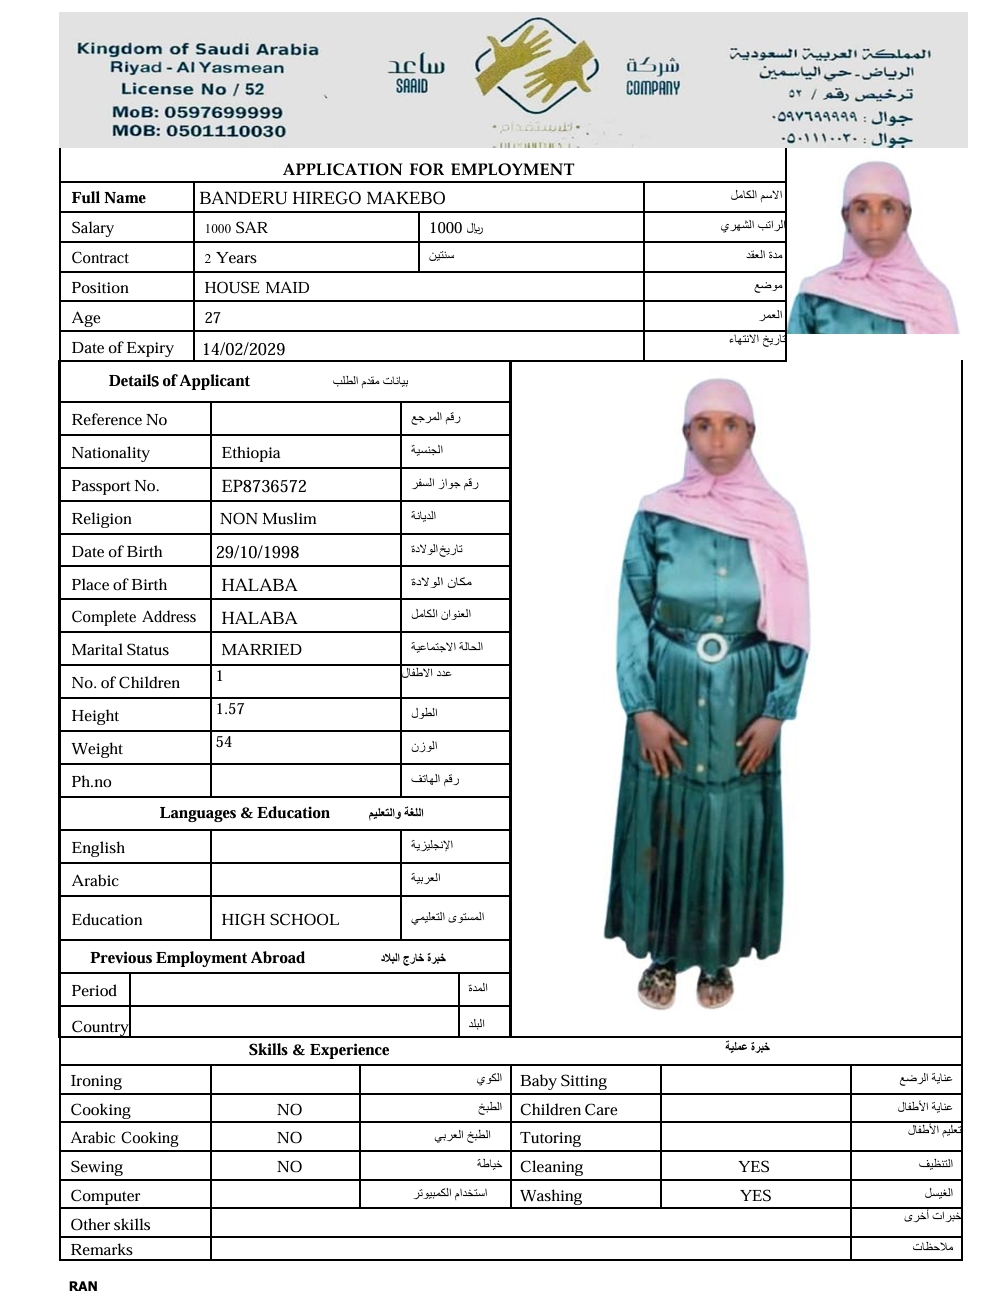 Kingdom of Saudi Arabia
Riyad - Al Yasmean
License No / 52
MoB: 0597699999
MOB: 0501110030
ساعد
SAAID
شركة
COMPANY
المملكة العربية السعودية
الرياض - حي الياسمين
ترخيص رقم / ٥٢
جوال : ٠٥٩٧٦٩٩٩٩٩
جوال : ٠٥٠١١١٠٠٣٠
للاستقدام
APPLICATION FOR EMPLOYMENT
Full Name BANDERU HIREGO MAKEBO الاسم الكامل
Salary 1000 SAR 1000 ريال الراتب الشهري
Contract 2 Years سنتين مدة العقد
Position HOUSE MAID موضع
Age 27 العمر
Date of Expiry 14/02/2029 تاريخ الانتهاء
Details of Applicant بيانات مقدم الطلب
Reference No رقم المرجع
Nationality Ethiopia الجنسية
Passport No. EP8736572 رقم جواز السفر
Religion NON Muslim الديانة
Date of Birth 29/10/1998 تاريخ الولادة
Place of Birth HALABA مكان الولادة
Complete Address HALABA العنوان الكامل
Marital Status MARRIED الحالة الاجتماعية
No. of Children 1 عدد الاطفال
Height 1.57 الطول
Weight 54 الوزن
Ph.no رقم الهاتف
Languages & Education اللغة والتعليم
English الإنجليزية
Arabic العربية
Education HIGH SCHOOL المستوى التعليمي
Previous Employment Abroad خبرة خارج البلاد
Period المدة
Country البلد
Skills & Experience خبرة عملية
Ironing الكوي Baby Sitting عناية الرضع
Cooking NO الطبخ Children Care عناية الأطفال
Arabic Cooking NO الطبخ العربي Tutoring تعليم الأطفال
Sewing NO خياطة Cleaning YES التنظيف
Computer استخدام الكمبيوتر Washing YES الغيسل
Other skills خبرات أخرى
Remarks ملاحظات
RAN